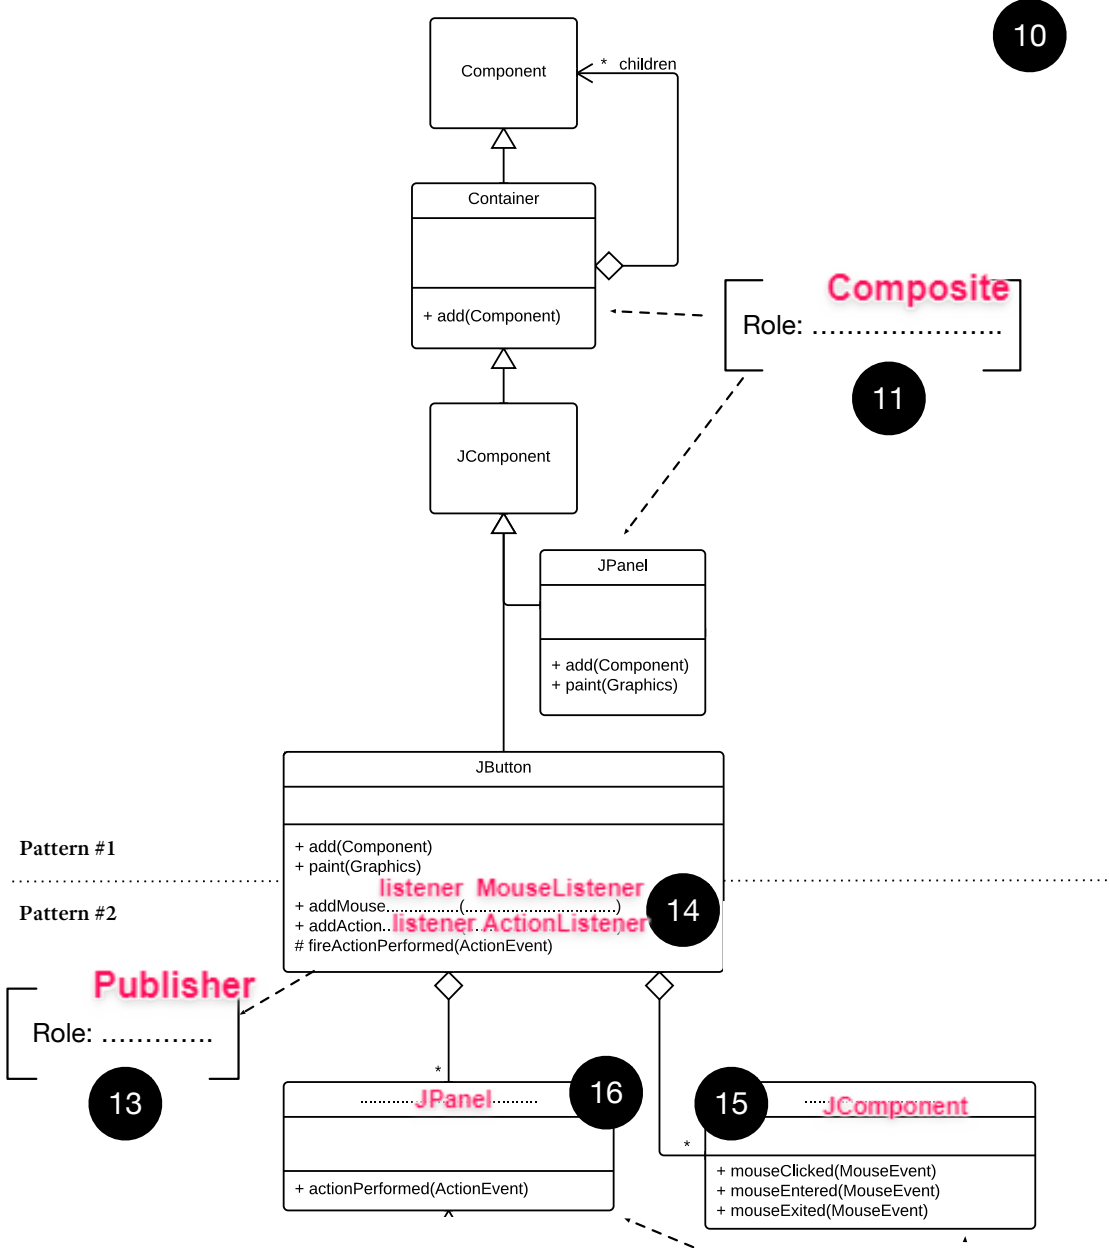 10
Component
* children
Container
+ add(Component)
Composite
Role: ........................
11
JComponent
JPanel
+ add(Component)
+ paint(Graphics)
JButton
+ add(Component)
+ paint(Graphics)
Pattern #1
Pattern #2
listener MouseListener
+ addMouse................(..................................)
listener ActionListener
+ addAction..
14
# fireActionPerformed(ActionEvent)
Publisher
Role: .............
13
*
JPanel
16
+ actionPerformed(ActionEvent)
15
JComponent
*
+ mouseClicked(MouseEvent)
+ mouseEntered(MouseEvent)
+ mouseExited(MouseEvent)